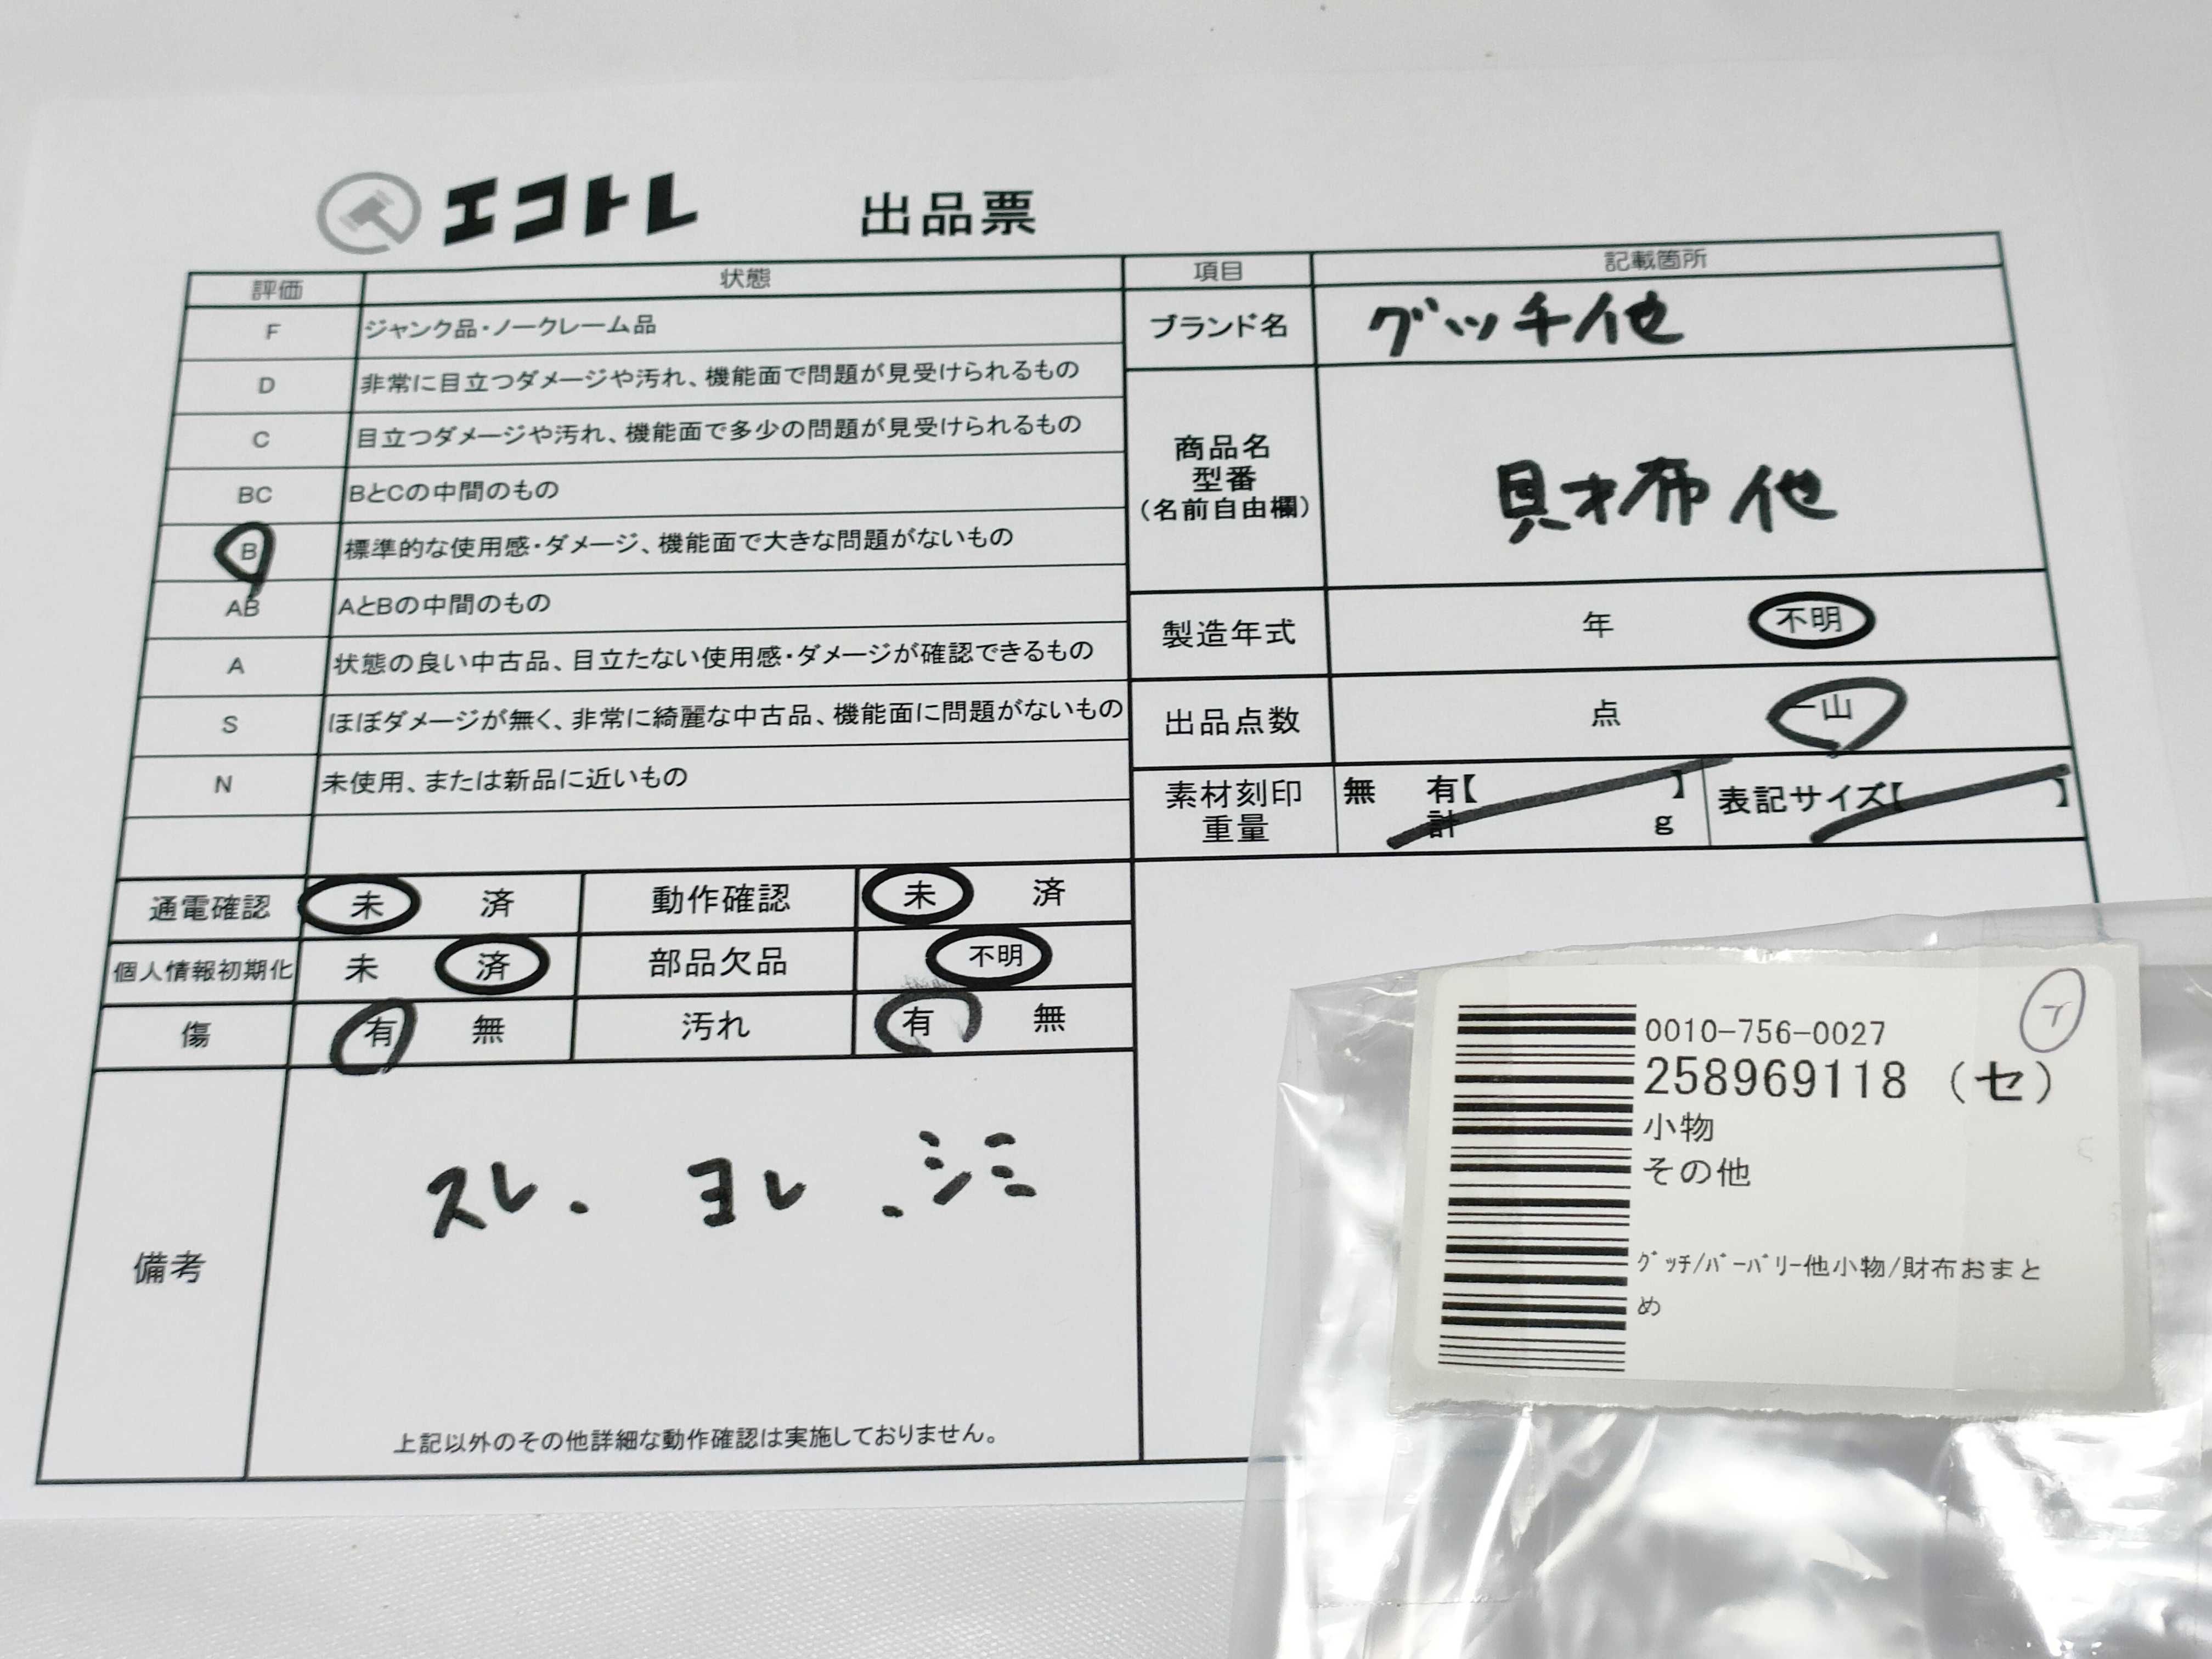 エコトレ 出品票
評価 状態
F ジャンク品・ノークレーム品
D 非常に目立つダメージや汚れ、機能面で問題が見受けられるもの
C 目立つダメージや汚れ、機能面で多少の問題が見受けられるもの
BC BとCの中間のもの
B 標準的な使用感・ダメージ、機能面で大きな問題がないもの
AB AとBの中間のもの
A 状態の良い中古品、目立たない使用感・ダメージが確認できるもの
S ほぼダメージが無く、非常に綺麗な中古品、機能面に問題がないもの
N 未使用、または新品に近いもの
項目 記載箇所
ブランド名 グッチ他
商品名
型番
(名前自由欄)
財布他
製造年式 年 不明
出品点数 点 一山
素材刻印 無 有【 】 表記サイズ【 】
重量 計 g
通電確認 未 済 動作確認 未 済
個人情報初期化 未 済 部品欠品 不明
傷 有 無 汚れ 有 無
備考
スレ. ヨレ .シミ
上記以外のその他詳細な動作確認は実施しておりません。
0010-756-0027
258969118 (セ)
小物
その他
ｸﾞｯﾁ/ﾊﾞｰﾊﾞﾘｰ他小物/財布おまと
め